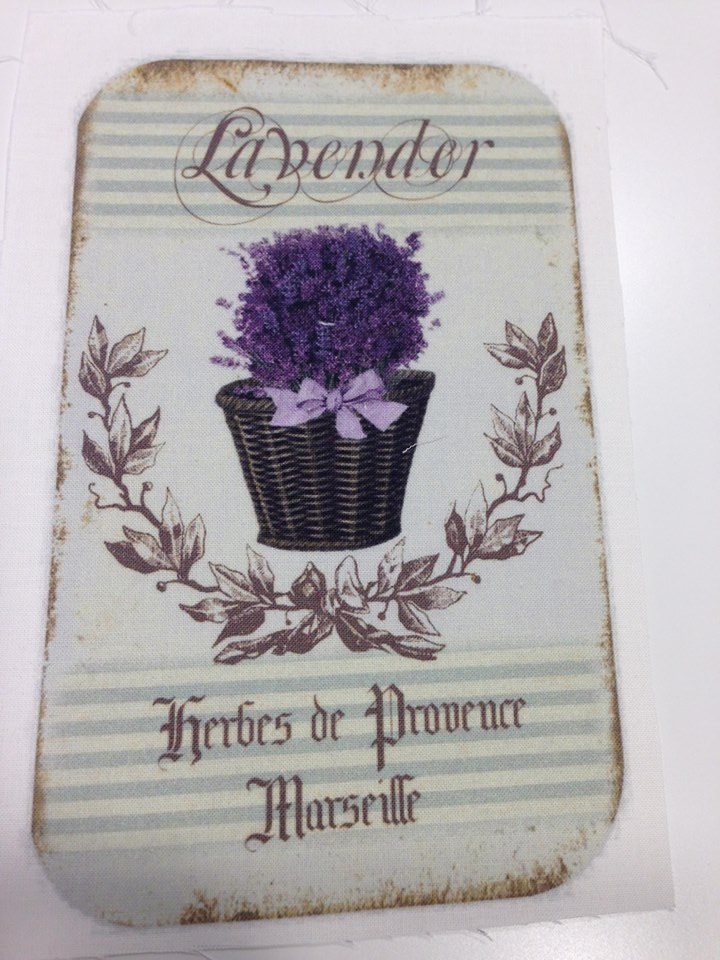 Lavender
Herbes de Provence
Marseille